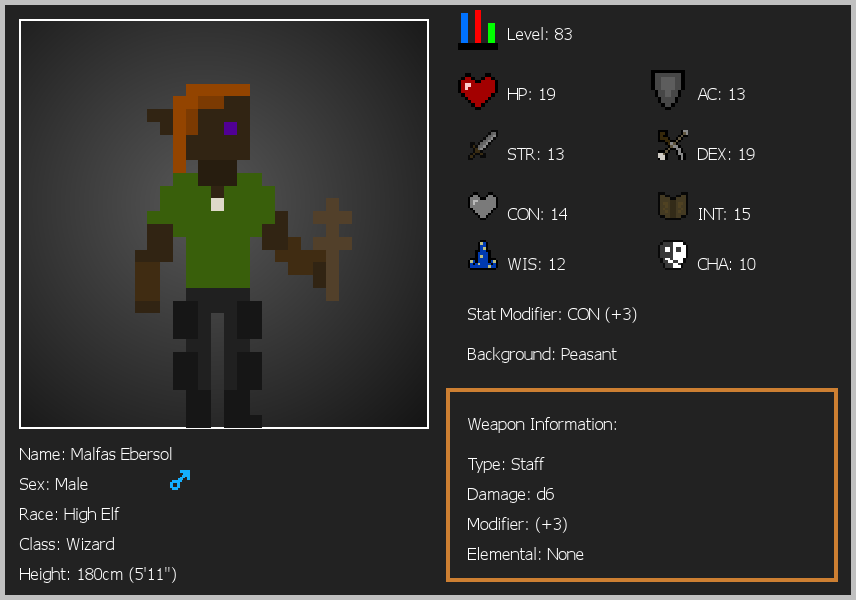 Level: 83
HP: 19
AC: 13
STR: 13
DEX: 19
CON: 14
INT: 15
WIS: 12
CHA: 10
Stat Modifier: CON (+3)
Background: Peasant
Weapon Information:
Type: Staff
Damage: d6
Modifier: (+3)
Elemental: None
Name: Malfas Ebersol
Sex: Male
Race: High Elf
Class: Wizard
Height: 180cm (5'11")